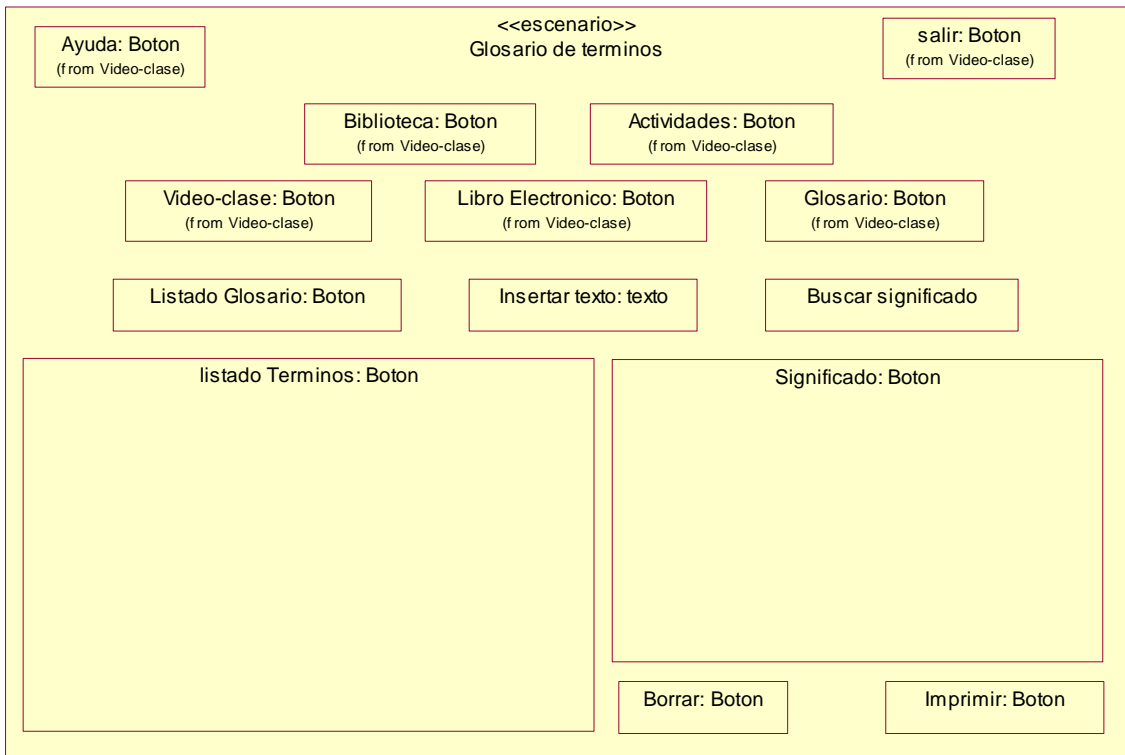 <<escenario>>
Glosario de terminos
Ayuda: Boton
(from Video-clase)
salir: Boton
(from Video-clase)
Biblioteca: Boton
(from Video-clase)
Actividades: Boton
(from Video-clase)
Video-clase: Boton
(from Video-clase)
Libro Electronico: Boton
(from Video-clase)
Glosario: Boton
(from Video-clase)
Listado Glosario: Boton
Insertar texto: texto
Buscar significado
listado Terminos: Boton
Significado: Boton
Borrar: Boton
Imprimir: Boton